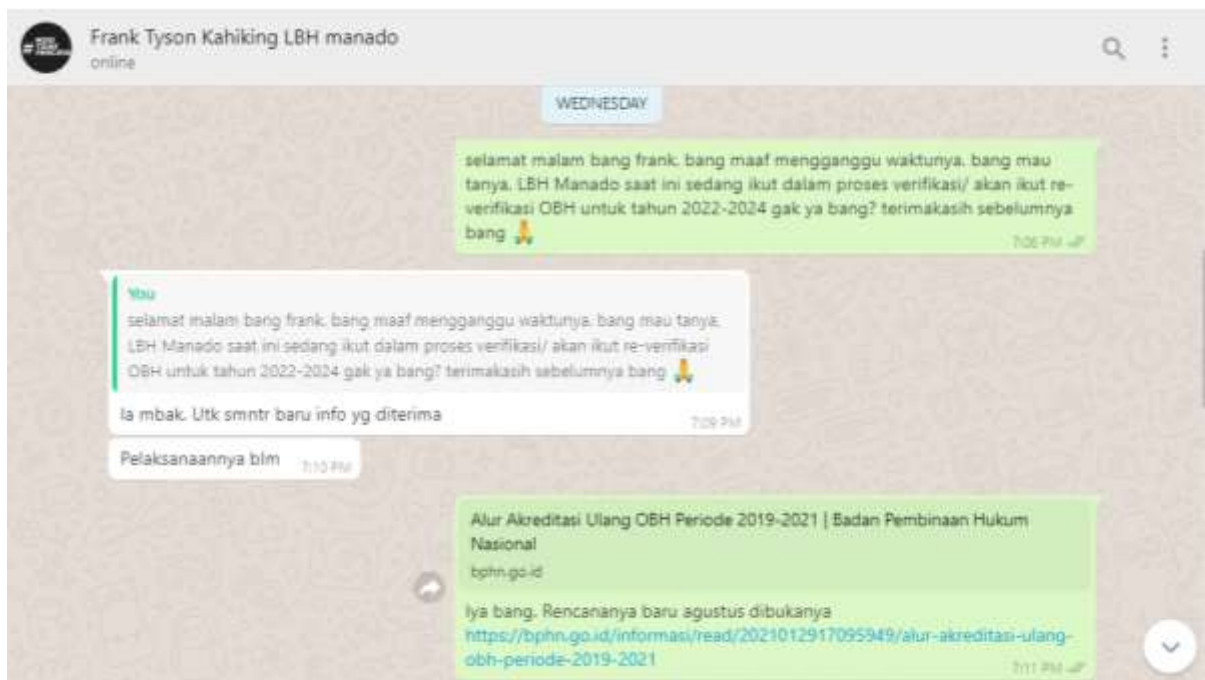 Frank Tyson Kahiking LBH manado
online
WEDNESDAY
selamat malam bang frank. bang maaf mengganggu waktunya. bang mau
tanya. LBH Manado saat ini sedang ikut dalam proses verifikasi/ akan ikut re-
verifikasi OBH untuk tahun 2022-2024 gak ya bang? terimakasih sebelumnya
bang 🙏
7:06 PM
You
selamat malam bang frank. bang maaf mengganggu waktunya. bang mau tanya.
LBH Manado saat ini sedang ikut dalam proses verifikasi/ akan ikut re-verifikasi
OBH untuk tahun 2022-2024 gak ya bang? terimakasih sebelumnya bang 🙏
Ia mbak. Utk smntr baru info yg diterima
7:09 PM
Pelaksanaannya blm
7:10 PM
Alur Akreditasi Ulang OBH Periode 2019-2021 | Badan Pembinaan Hukum
Nasional
bphn.go.id
Iya bang. Rencananya baru agustus dibukanya
https://bphn.go.id/informasi/read/2021012917095949/alur-akreditasi-ulang-
obh-periode-2019-2021
7:11 PM